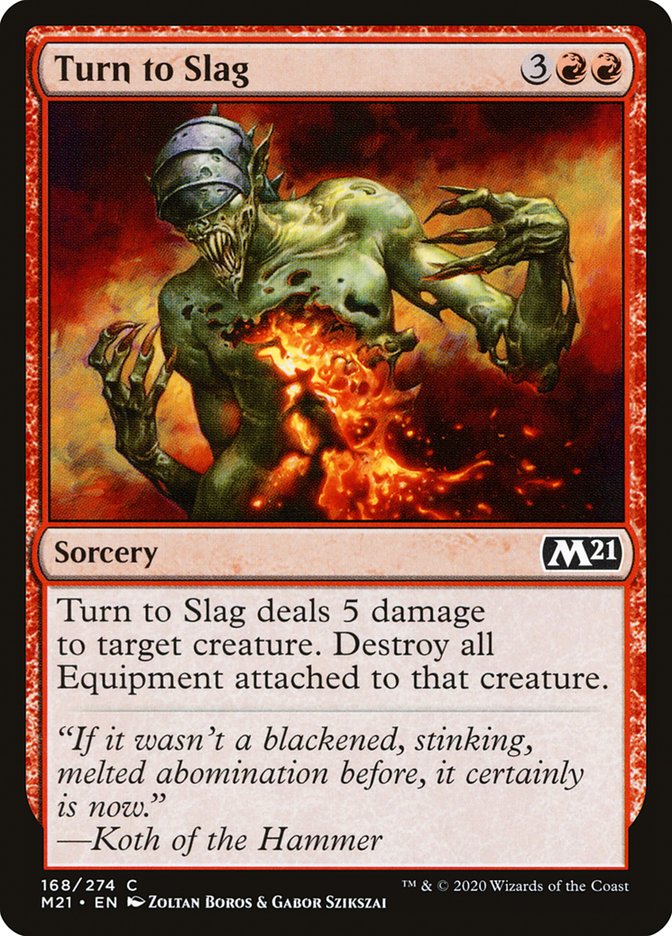 Turn to Slag 3
Sorcery M21
Turn to Slag deals 5 damage
to target creature. Destroy all
Equipment attached to that creature.
“If it wasn’t a blackened, stinking,
melted abomination before, it certainly
is now.”
—Koth of the Hammer
168/274 C ™ & © 2020 Wizards of the Coast
M21 • EN Zoltan Boros & Gabor Szikszai